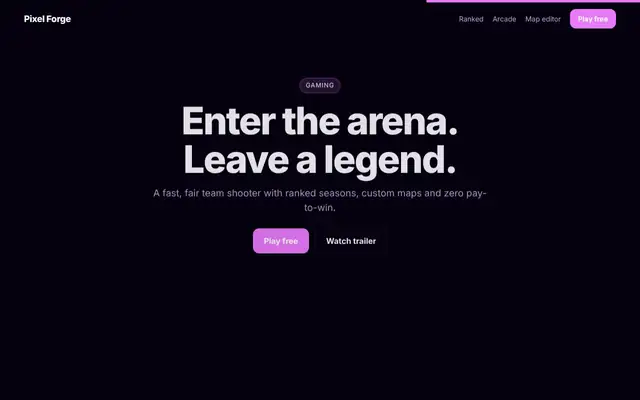 Pixel Forge
Ranked
Arcade
Map editor
Play free
GAMING
Enter the arena.
Leave a legend.
A fast, fair team shooter with ranked seasons, custom maps and zero pay-
to-win.
Play free
Watch trailer